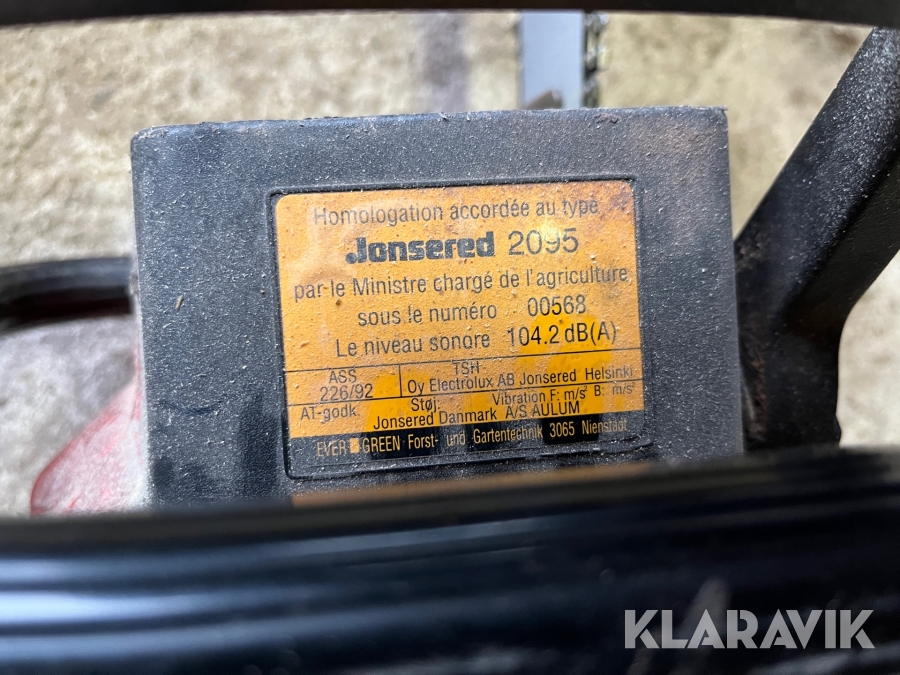 Homologation accordée au type
Jonsered 2095
par le Ministre chargé de l'agriculture
sous le numéro 00568
Le niveau sonore 104.2 dB(A)
ASS TSH
226/92 Oy Electrolux AB Jonsered Helsinki
AT-godk. Støj: Vibration F: m/s² B: m/s²
Jonsered Danmark A/S AULUM
EVER GREEN Forst- und Gartentechnik 3065 Nienstädt
KLARAVIK